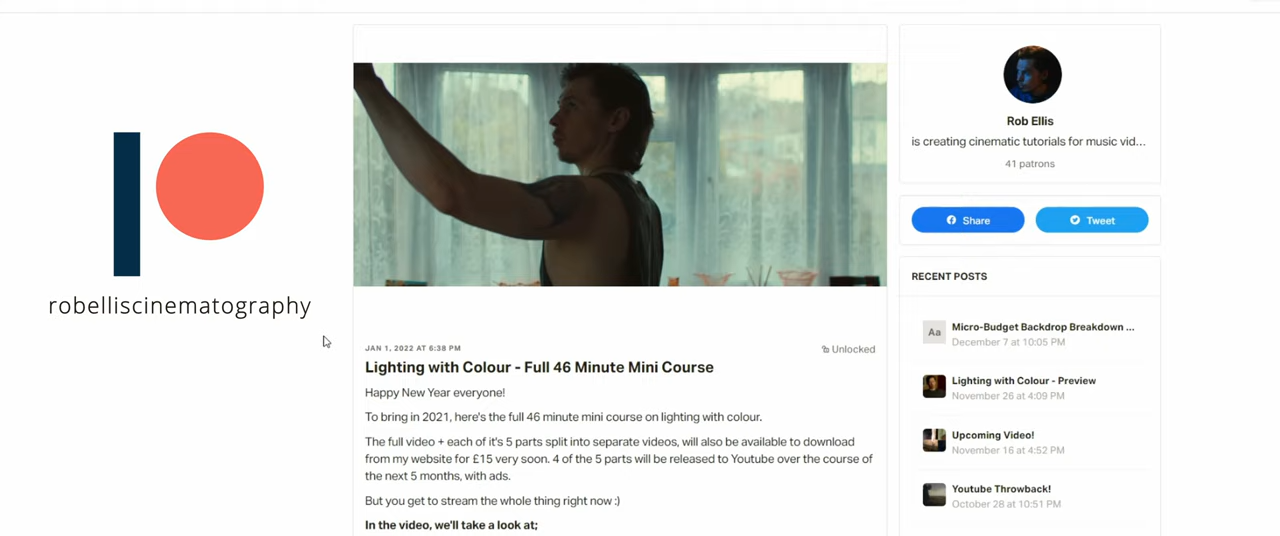 robelliscinematography
JAN 1, 2022 AT 6:38 PM
Unlocked
Lighting with Colour - Full 46 Minute Mini Course
Happy New Year everyone!
To bring in 2021, here's the full 46 minute mini course on lighting with colour.
The full video + each of it's 5 parts split into separate videos, will also be available to download
from my website for £15 very soon. 4 of the 5 parts will be released to Youtube over the course of
the next 5 months, with ads.
But you get to stream the whole thing right now :)
In the video, we'll take a look at;
Rob Ellis
is creating cinematic tutorials for music vid...
41 patrons
Share
Tweet
RECENT POSTS
Aa
Micro-Budget Backdrop Breakdown ...
December 7 at 10:05 PM
Lighting with Colour - Preview
November 26 at 4:09 PM
Upcoming Video!
November 16 at 4:52 PM
Youtube Throwback!
October 28 at 10:51 PM